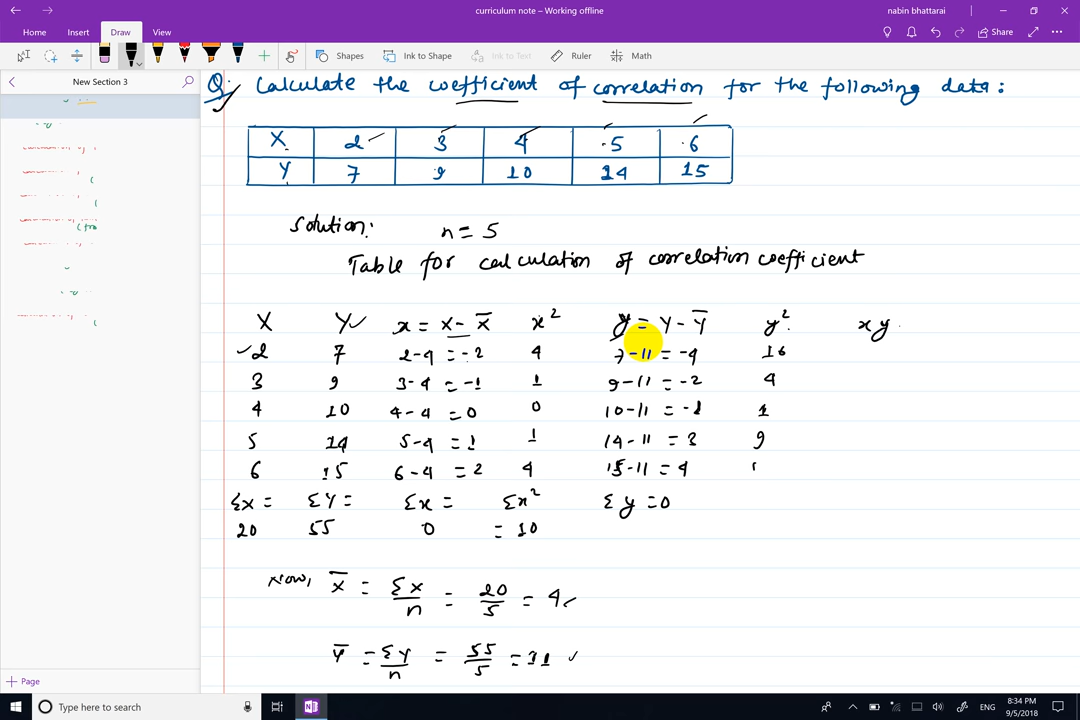 curriculum note – Working offline
nabin bhattarai
Home Insert Draw View
Share
Shapes Ink to Shape Ink to Text Ruler Math
New Section 3
Q: Calculate the coefficient of correlation for the following data:
X 2 3 4 5 6
Y 7 9 10 14 15
Solution: n = 5
Table for calculation of correlation coefficient
X Y x = X - X̅ x² y = Y - Y̅ y² xy
2 7 2-4 = -2 4 7-11 = -4 16
3 9 3-4 = -1 1 9-11 = -2 4
4 10 4-4 = 0 0 10-11 = -1 1
5 14 5-4 = 1 1 14-11 = 3 9
6 15 6-4 = 2 4 15-11 = 4
Σx = ΣY = Σx = Σx² Σy = 0
20 55 0 = 10
Now, X̅ = Σx/n = 20/5 = 4
Y̅ = ΣY/n = 55/5 = 11
Page
Type here to search
ENG
8:34 PM
9/5/2018